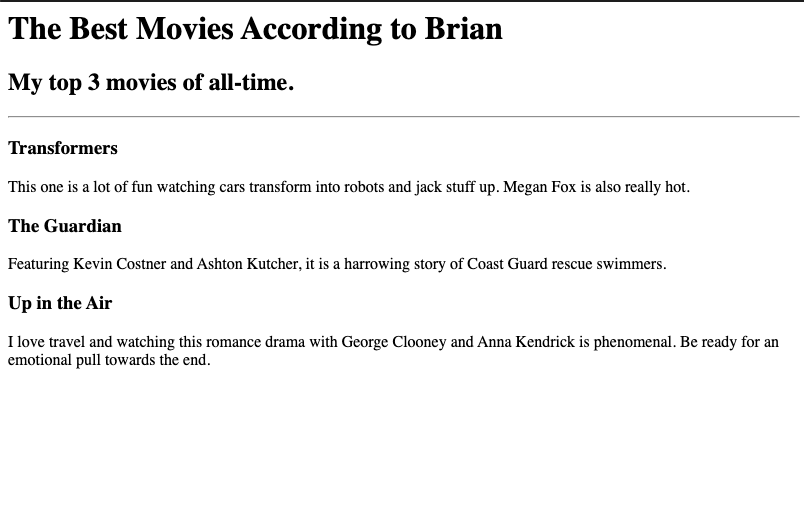 The Best Movies According to Brian
My top 3 movies of all-time.
Transformers
This one is a lot of fun watching cars transform into robots and jack stuff up. Megan Fox is also really hot.
The Guardian
Featuring Kevin Costner and Ashton Kutcher, it is a harrowing story of Coast Guard rescue swimmers.
Up in the Air
I love travel and watching this romance drama with George Clooney and Anna Kendrick is phenomenal. Be ready for an
emotional pull towards the end.